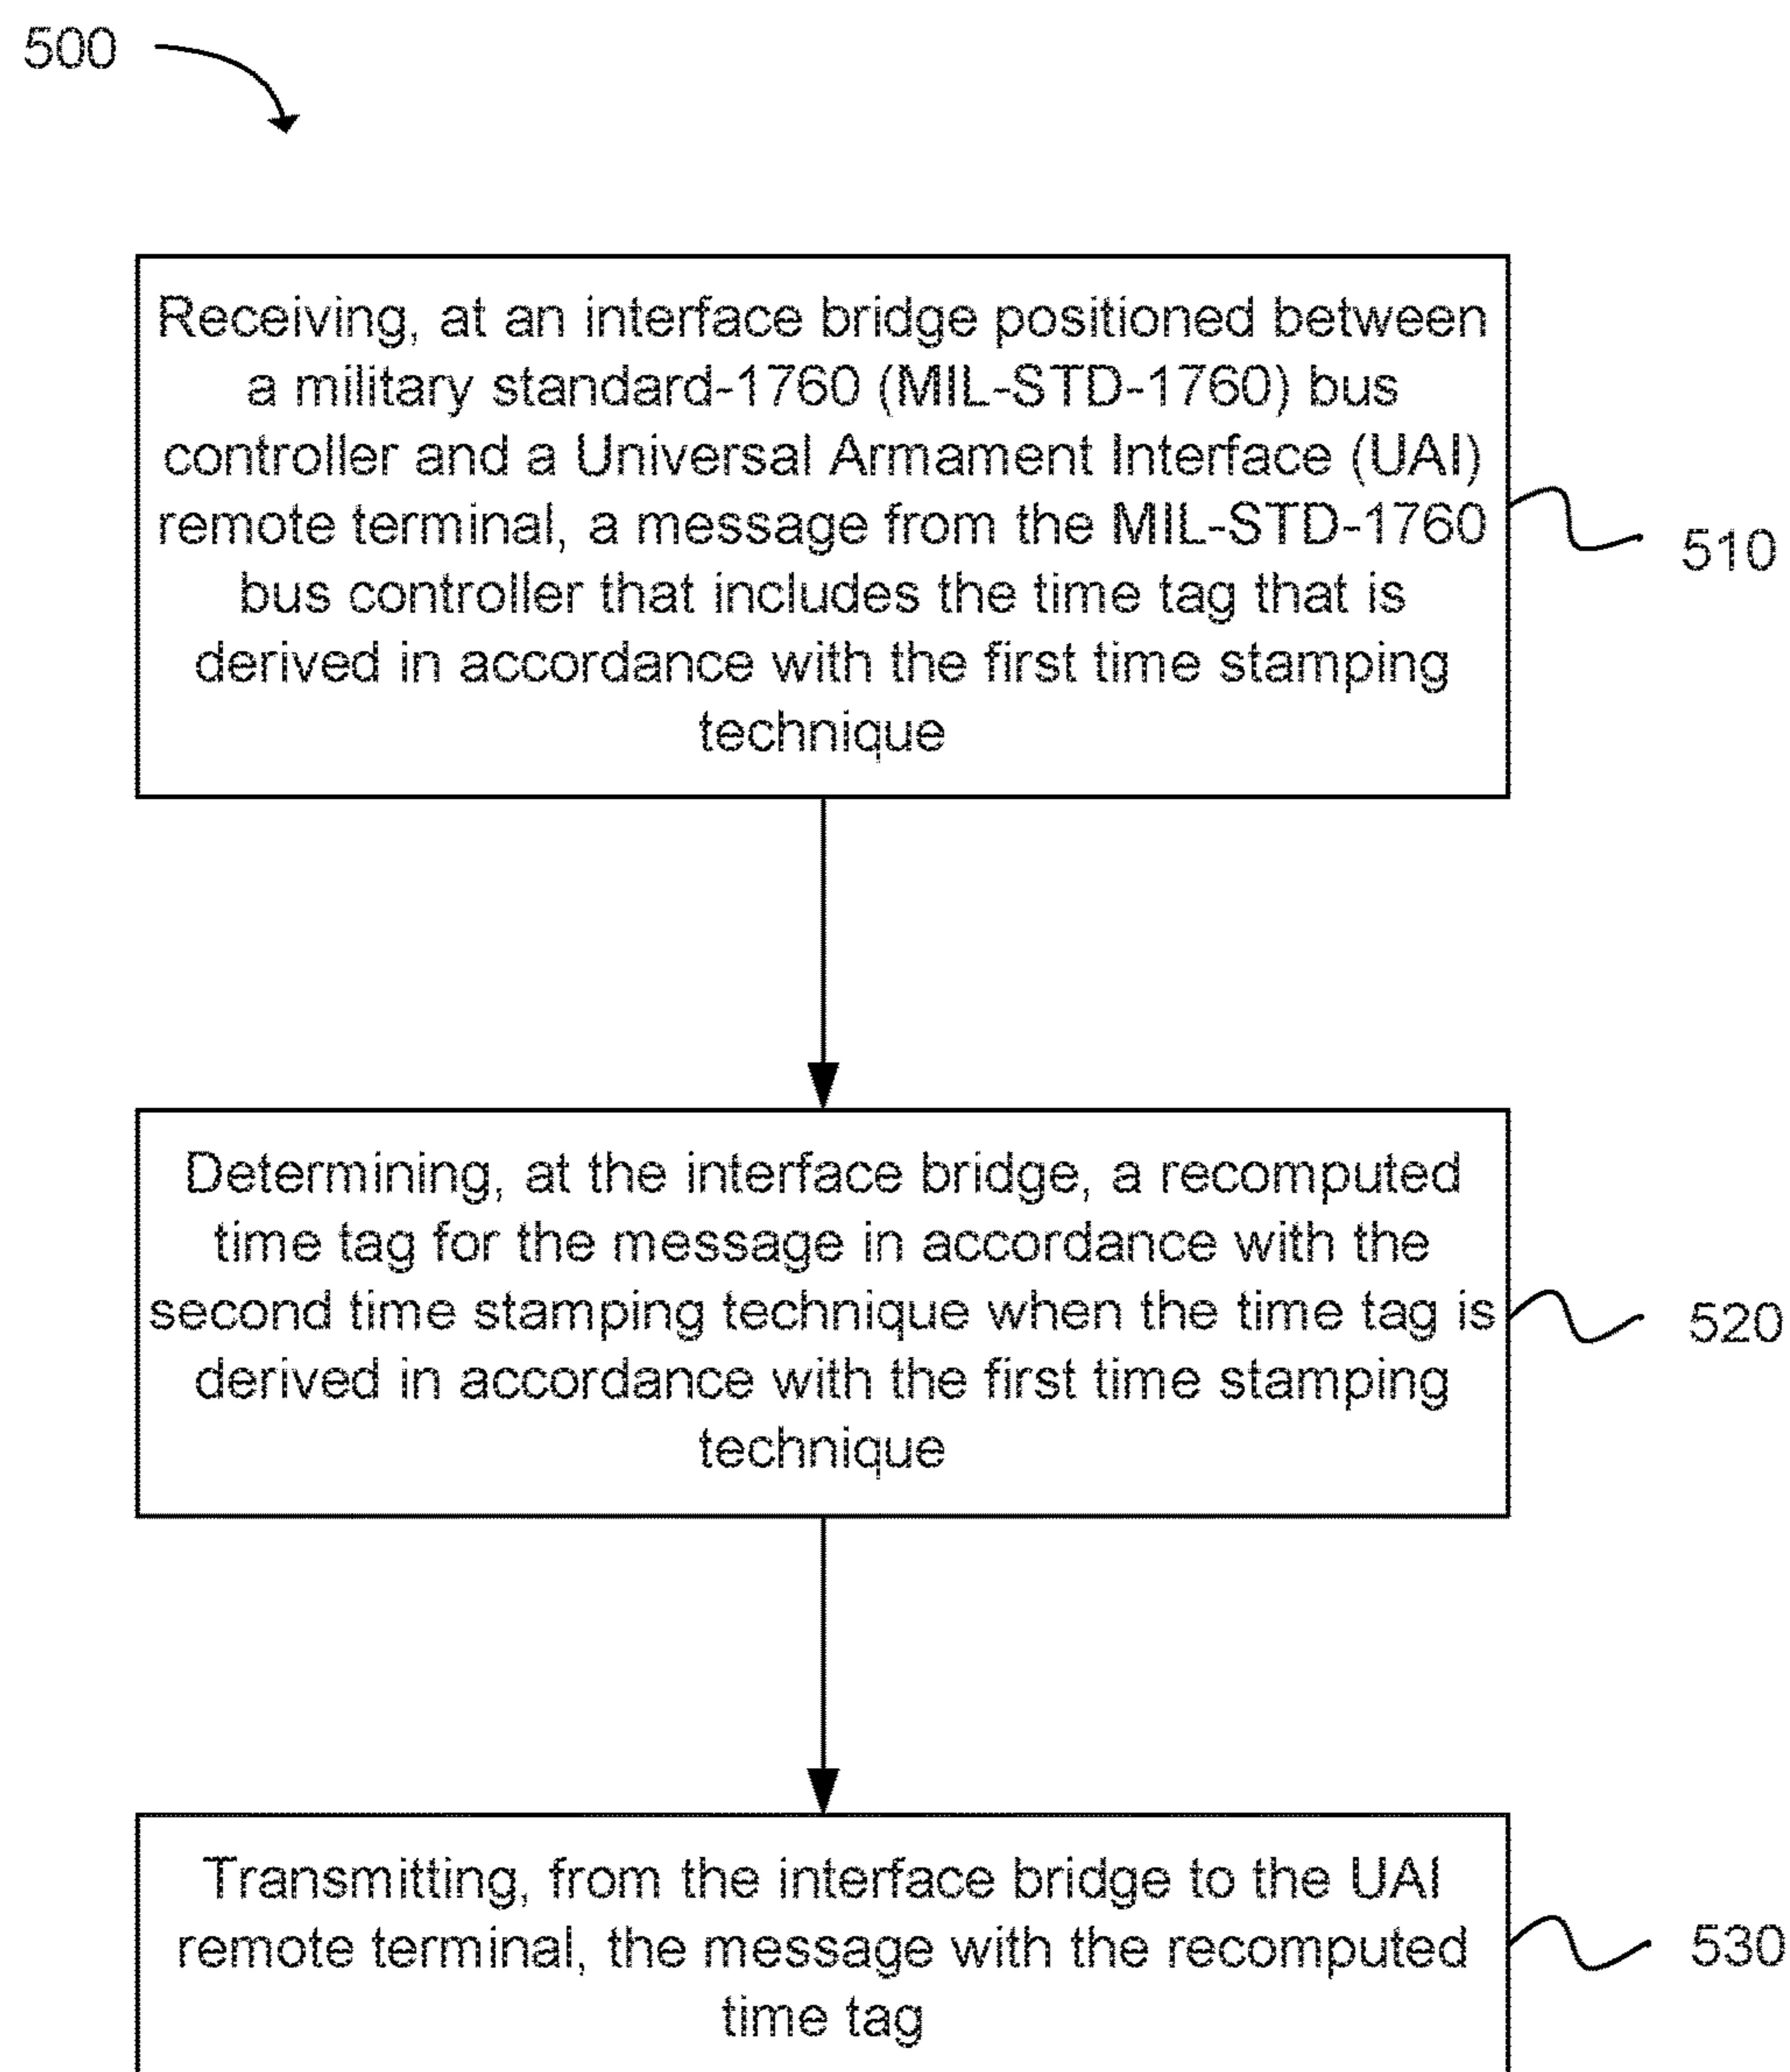 500
Receiving, at an interface bridge positioned between
a military standard-1760 (MIL-STD-1760) bus
controller and a Universal Armament Interface (UAI)
remote terminal, a message from the MIL-STD-1760
bus controller that includes the time tag that is
derived in accordance with the first time stamping
technique
510
Determining, at the interface bridge, a recomputed
time tag for the message in accordance with the
second time stamping technique when the time tag is
derived in accordance with the first time stamping
technique
520
Transmitting, from the interface bridge to the UAI
remote terminal, the message with the recomputed
time tag
530